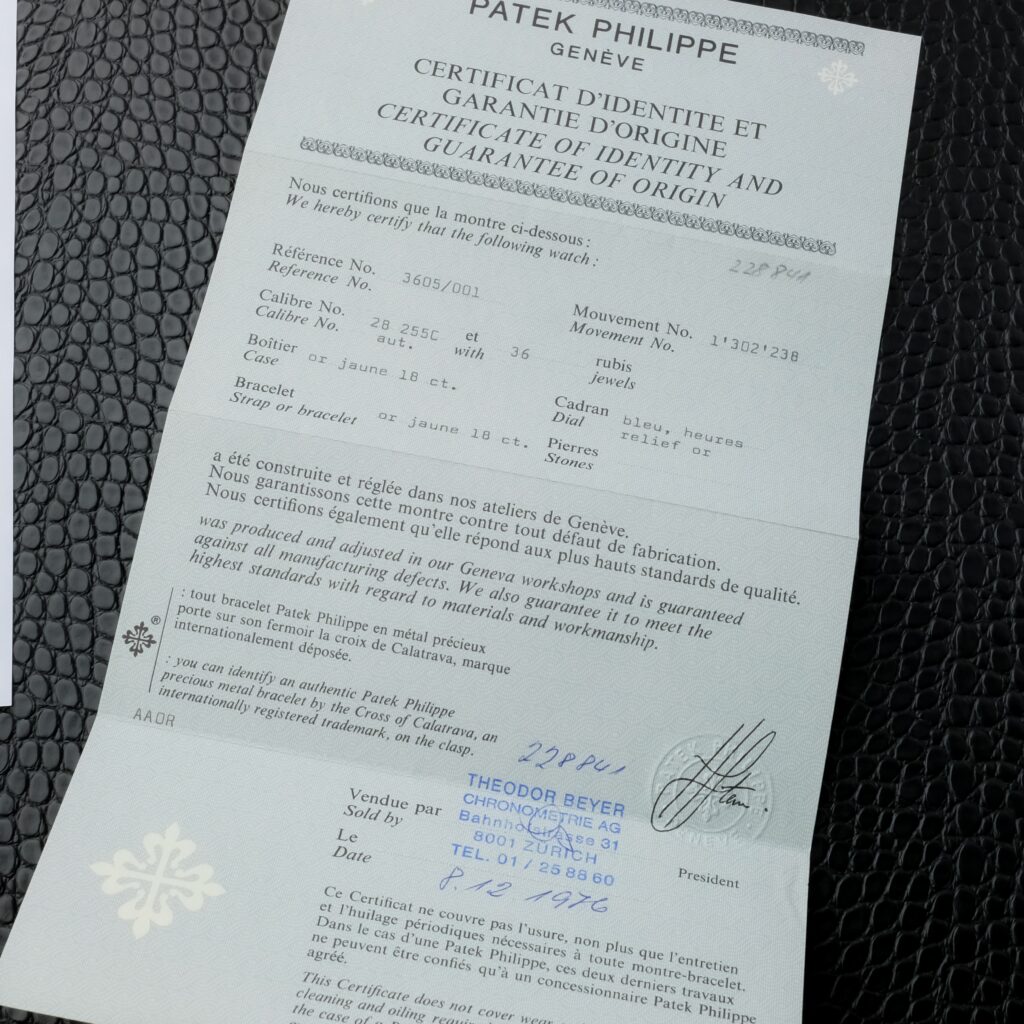 PATEK PHILIPPE
GENÈVE
CERTIFICAT D'IDENTITE ET
GARANTIE D'ORIGINE
CERTIFICATE OF IDENTITY AND
GUARANTEE OF ORIGIN
Nous certifions que la montre ci-dessous :
We hereby certify that the following watch :
228841
Référence No. 3605/001
Reference No.
Mouvement No. 1'302'238
Movement No.
Calibre No. 28 255C et 36 rubis
Calibre No. aut. with jewels
Boîtier or jaune 18 ct.
Case
Cadran bleu, heures
Dial relief or
Bracelet or jaune 18 ct.
Strap or bracelet
Pierres
Stones
a été construite et réglée dans nos ateliers de Genève.
Nous garantissons cette montre contre tout défaut de fabrication.
Nous certifions également qu'elle répond aux plus hauts standards de qualité.
was produced and adjusted in our Geneva workshops and is guaranteed
against all manufacturing defects. We also guarantee it to meet the
highest standards with regard to materials and workmanship.
® : tout bracelet Patek Philippe en métal précieux
porte sur son fermoir la croix de Calatrava, marque
internationalement déposée.
: you can identify an authentic Patek Philippe
precious metal bracelet by the Cross of Calatrava, an
internationally registered trademark, on the clasp.
AAOR
228841
Vendue par THEODOR BEYER
Sold by CHRONOMETRIE AG
Bahnhofstrasse 31
Le 8001 ZÜRICH
Date TEL. 01 / 25 88 60
8. 12 1976
President
Ce Certificat ne couvre pas l'usure, non plus que l'entretien
et l'huilage périodiques nécessaires à toute montre-bracelet.
Dans le cas d'une Patek Philippe, ces deux derniers travaux
ne peuvent être confiés qu'à un concessionnaire Patek Philippe
agréé.
This Certificate does not cover wear
cleaning and oiling
the case of a